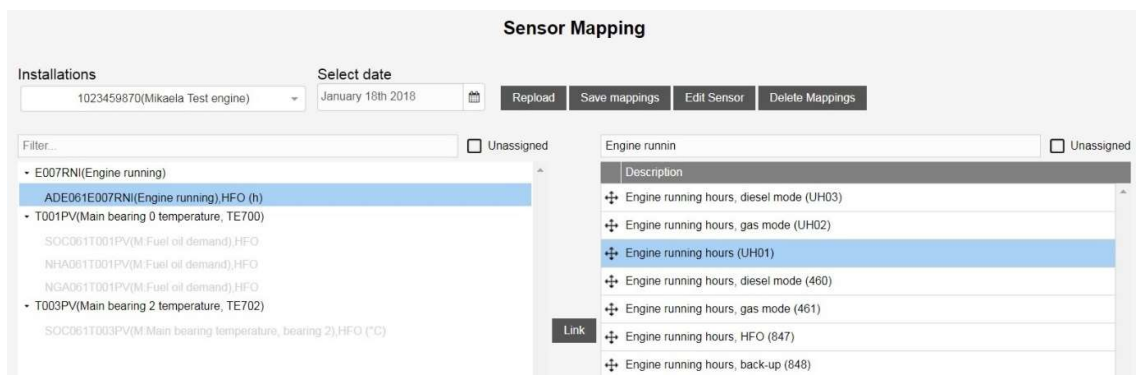 Sensor Mapping
Installations
Select date
1023459870(Mikaela Test engine)
January 18th 2018
Repload
Save mappings
Edit Sensor
Delete Mappings
Filter...
Unassigned
Engine runnin
Unassigned
E007RNI(Engine running)
ADE061E007RNI(Engine running),HFO (h)
T001PV(Main bearing 0 temperature, TE700)
SOC061T001PV(M:Fuel oil demand),HFO
NHA061T001PV(M:Fuel oil demand),HFO
NGA061T001PV(M:Fuel oil demand),HFO
T003PV(Main bearing 2 temperature, TE702)
SOC061T003PV(M:Main bearing temperature, bearing 2),HFO (°C)
Link
Description
Engine running hours, diesel mode (UH03)
Engine running hours, gas mode (UH02)
Engine running hours (UH01)
Engine running hours, diesel mode (460)
Engine running hours, gas mode (461)
Engine running hours, HFO (847)
Engine running hours, back-up (848)